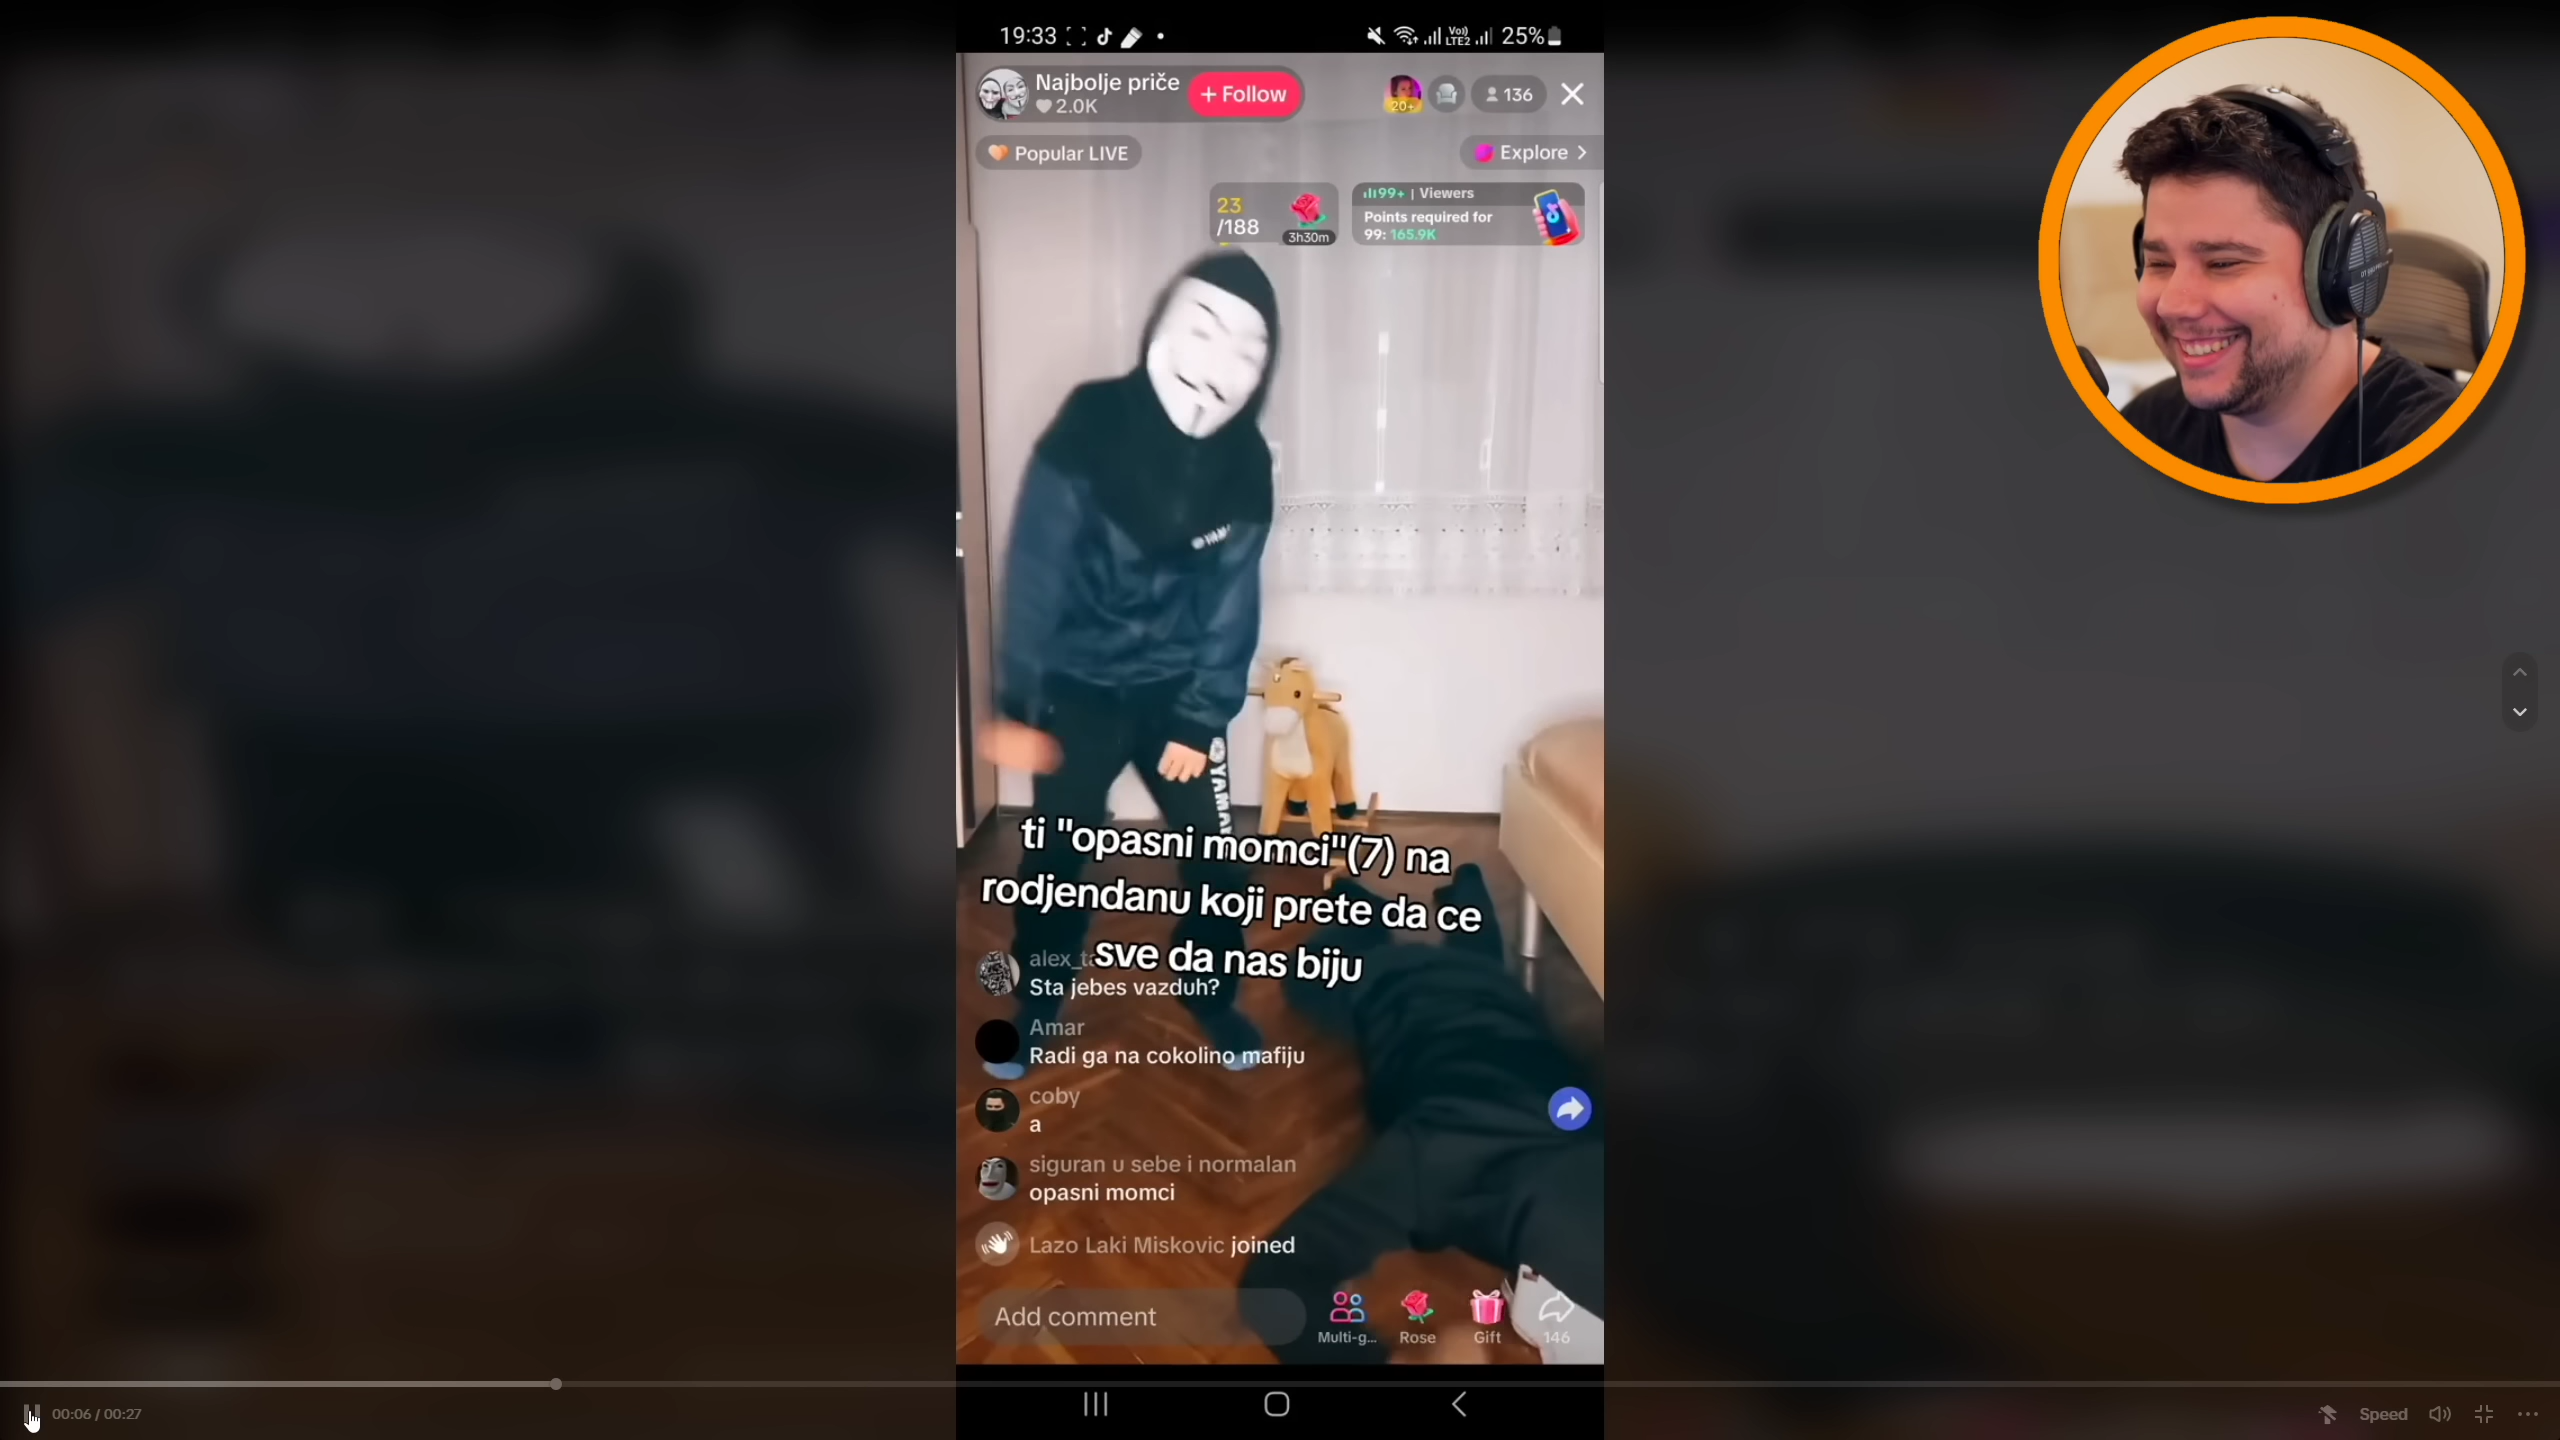 19:33
Vo))
LTE2
25%
Najbolje priče
2.0K
+ Follow
20+
136
Popular LIVE
Explore >
23
/188
3h30m
99+ | Viewers
Points required for
99: 165.9K
ti "opasni momci"(7) na
rodjendanu koji prete da ce
sve da nas biju
Sta jebes vazduh?
Amar
Radi ga na cokolino mafiju
coby
a
siguran u sebe i normalan
opasni momci
Lazo Laki Miskovic joined
Add comment
Multi-g...
Rose
Gift
146
00:06 / 00:27
Speed